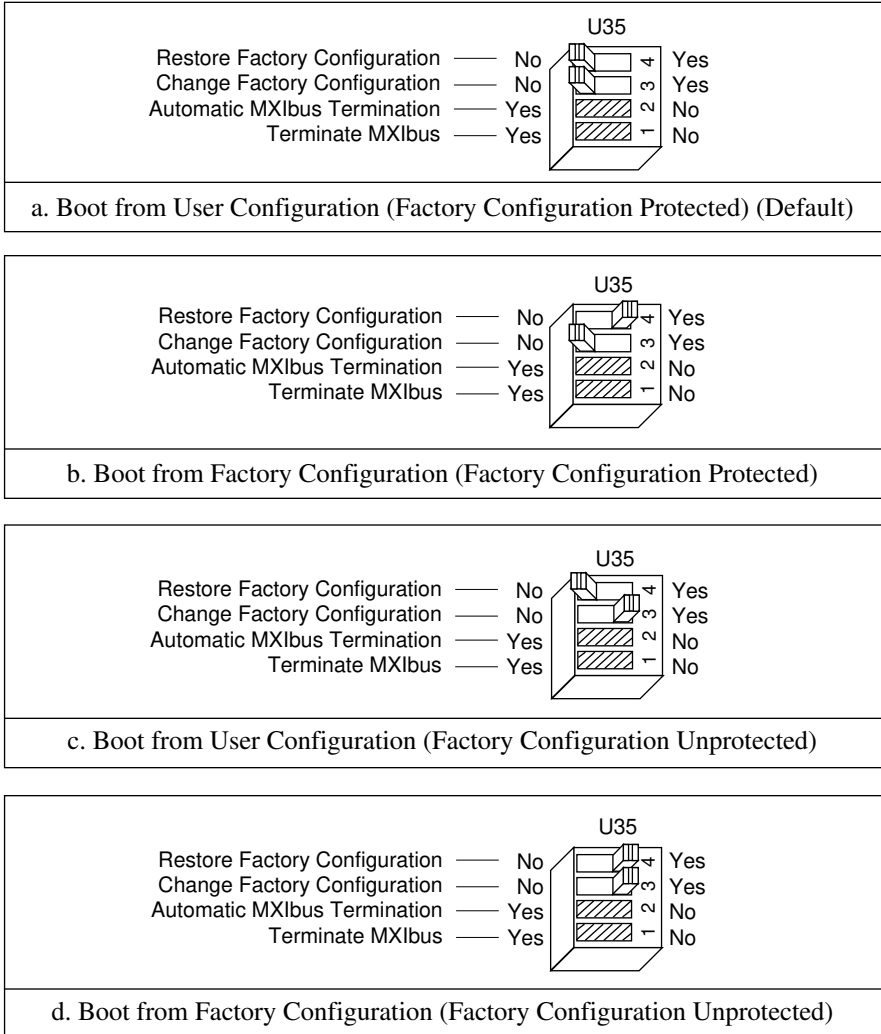 U35
Restore Factory Configuration No 4 Yes
Change Factory Configuration No 3 Yes
Automatic MXIbus Termination Yes 2 No
Terminate MXIbus Yes 1 No
a. Boot from User Configuration (Factory Configuration Protected) (Default)
U35
Restore Factory Configuration No 4 Yes
Change Factory Configuration No 3 Yes
Automatic MXIbus Termination Yes 2 No
Terminate MXIbus Yes 1 No
b. Boot from Factory Configuration (Factory Configuration Protected)
U35
Restore Factory Configuration No 4 Yes
Change Factory Configuration No 3 Yes
Automatic MXIbus Termination Yes 2 No
Terminate MXIbus Yes 1 No
c. Boot from User Configuration (Factory Configuration Unprotected)
U35
Restore Factory Configuration No 4 Yes
Change Factory Configuration No 3 Yes
Automatic MXIbus Termination Yes 2 No
Terminate MXIbus Yes 1 No
d. Boot from Factory Configuration (Factory Configuration Unprotected)